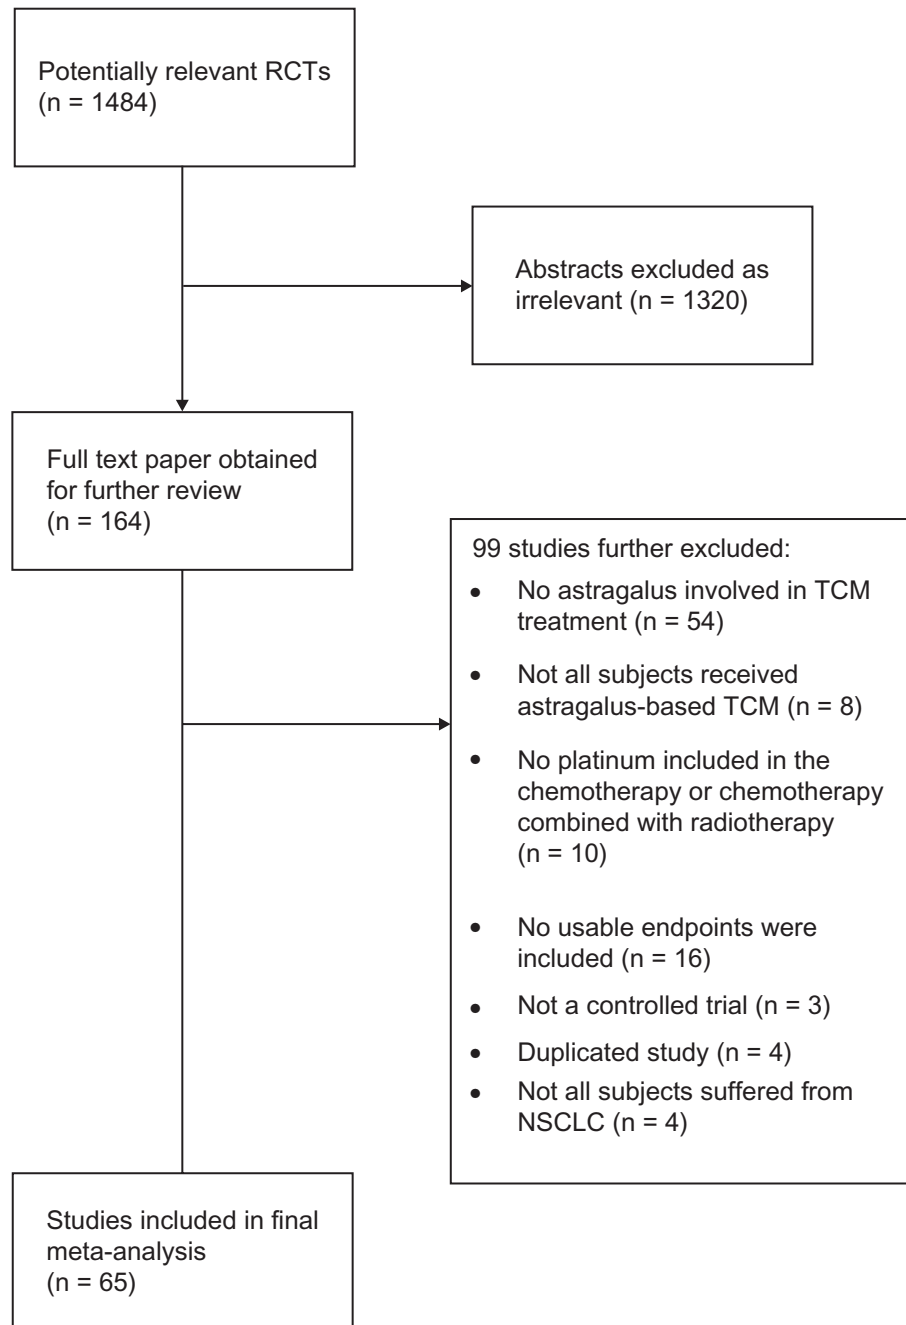 Potentially relevant RCTs
(n = 1484)
Abstracts excluded as
irrelevant (n = 1320)
Full text paper obtained
for further review
(n = 164)
99 studies further excluded:
• No astragalus involved in TCM
treatment (n = 54)
• Not all subjects received
astragalus-based TCM (n = 8)
• No platinum included in the
chemotherapy or chemotherapy
combined with radiotherapy
(n = 10)
• No usable endpoints were
included (n = 16)
• Not a controlled trial (n = 3)
• Duplicated study (n = 4)
• Not all subjects suffered from
NSCLC (n = 4)
Studies included in final
meta-analysis
(n = 65)